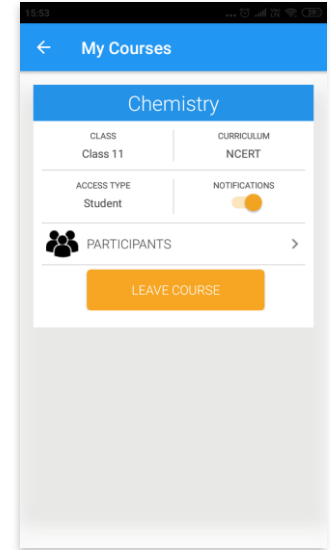 15:53
My Courses
Chemistry
CLASS
Class 11
CURRICULUM
NCERT
ACCESS TYPE
Student
NOTIFICATIONS
PARTICIPANTS
LEAVE COURSE